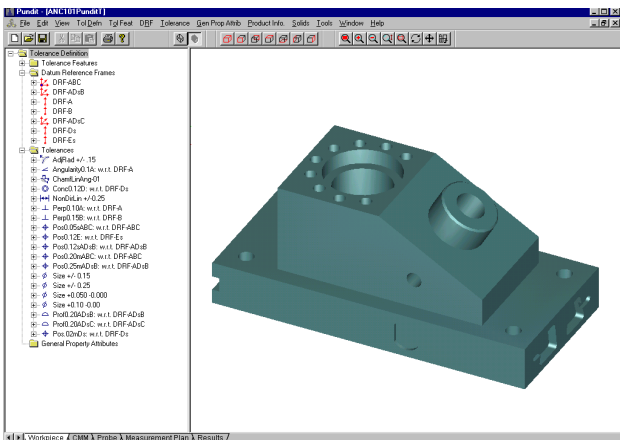 Pundit - [ANC101PunditT]
File Edit View Tol Defn Tol Feat DRF Tolerance Gen Prop Attrib Product Info. Solids Tools Window Help
Tolerance Definition
Tolerance Features
Datum Reference Frames
DRF-ABC
DRF-ADsB
DRF-A
DRF-B
DRF-ADsC
DRF-Ds
DRF-Es
Tolerances
AdjRad +/- .15
Angularity0.1A: w.r.t. DRF-A
ChamfLinAng-01
Conc0.12D: w.r.t. DRF-Ds
NonDirLin +/-0.25
Perp0.10A: w.r.t. DRF-A
Perp0.15B: w.r.t. DRF-B
Pos0.05sABC: w.r.t. DRF-ABC
Pos0.12E: w.r.t. DRF-Es
Pos0.12sADsB: w.r.t. DRF-ADsB
Pos0.20mABC: w.r.t. DRF-ABC
Pos0.25mADsB: w.r.t. DRF-ADsB
Size +/- 0.15
Size +/- 0.25
Size +0.050 -0.000
Size +0.10 -0.00
Prof0.20ADsB: w.r.t. DRF-ADsB
Prof0.20ADsC: w.r.t. DRF-ADsC
Pos.02mDs: w.r.t. DRF-Ds
General Property Attributes
Workpiece CMM Probe Measurement Plan Results